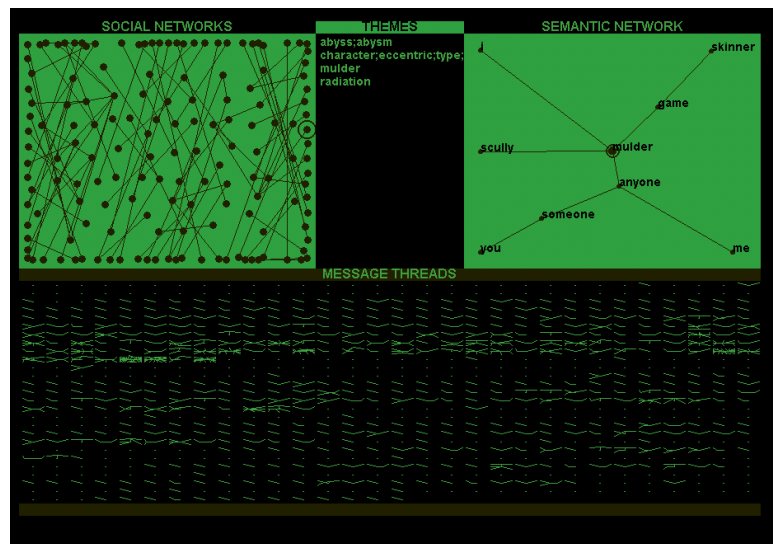 SOCIAL NETWORKS
THEMES
SEMANTIC NETWORK
abyss;abysm
character;eccentric;type;
mulder
radiation
i
skinner
game
scully
mulder
anyone
someone
you
me
MESSAGE THREADS